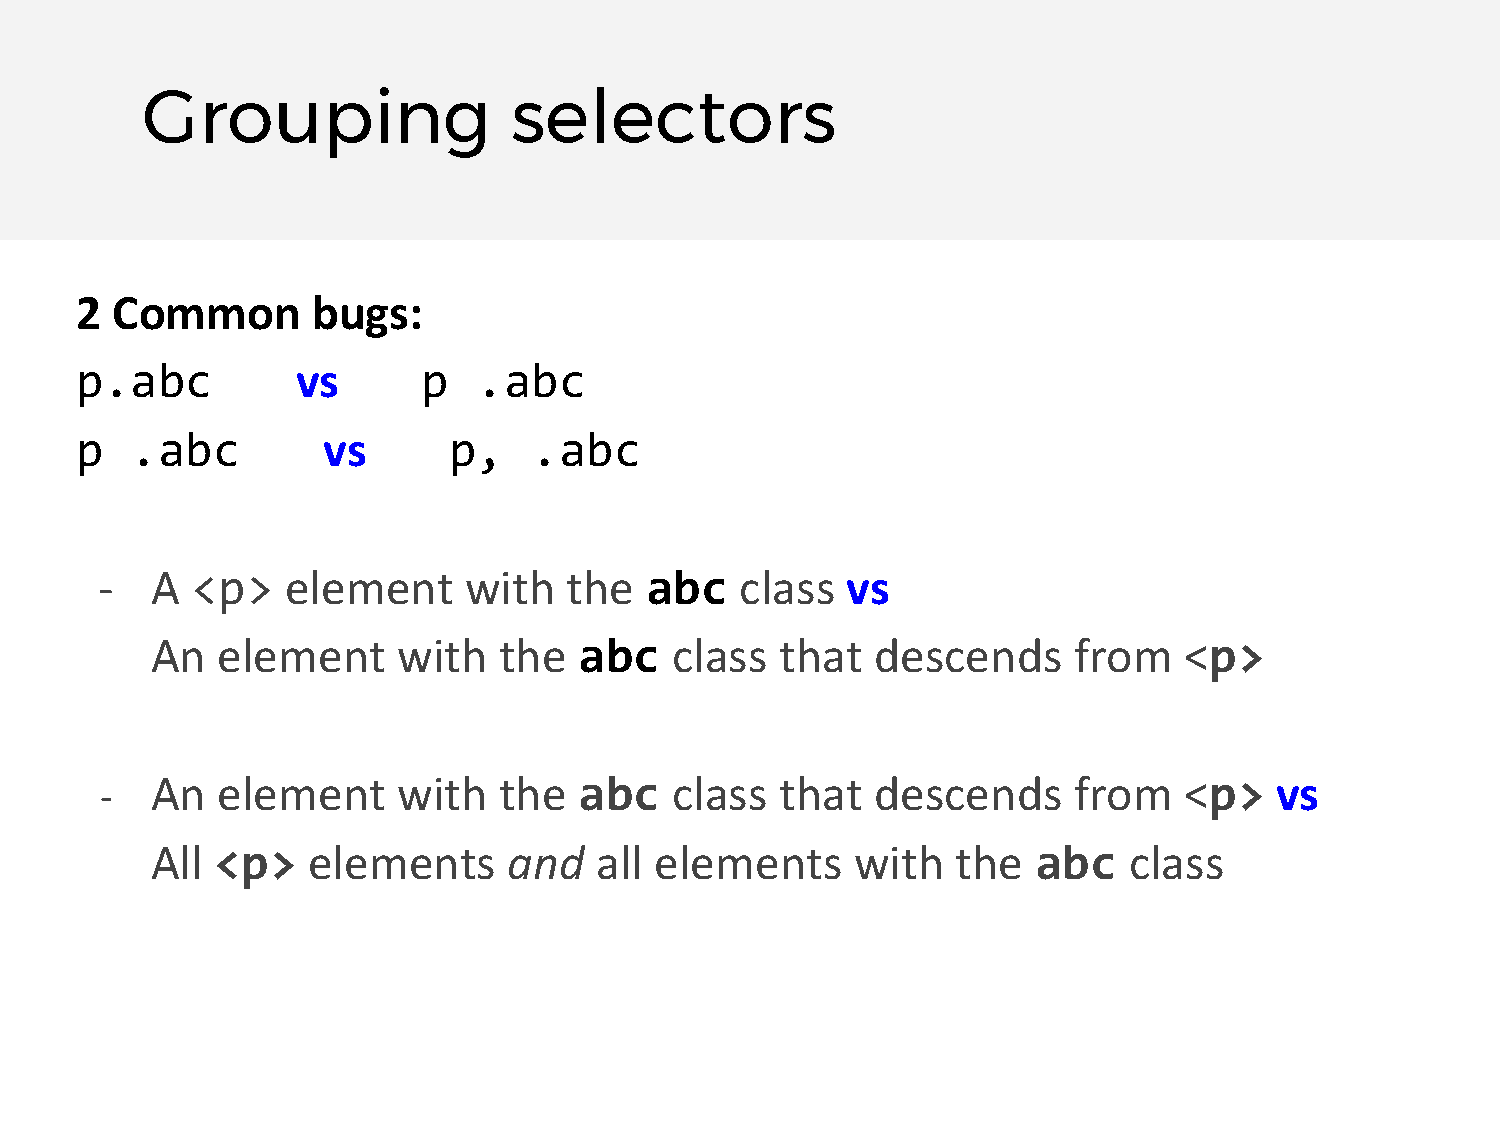 Grouping selectors
2 Common bugs:
p.abc vs p .abc
p .abc vs p, .abc
- A <p> element with the abc class vs
An element with the abc class that descends from <p>
- An element with the abc class that descends from <p> vs
All <p> elements and all elements with the abc class